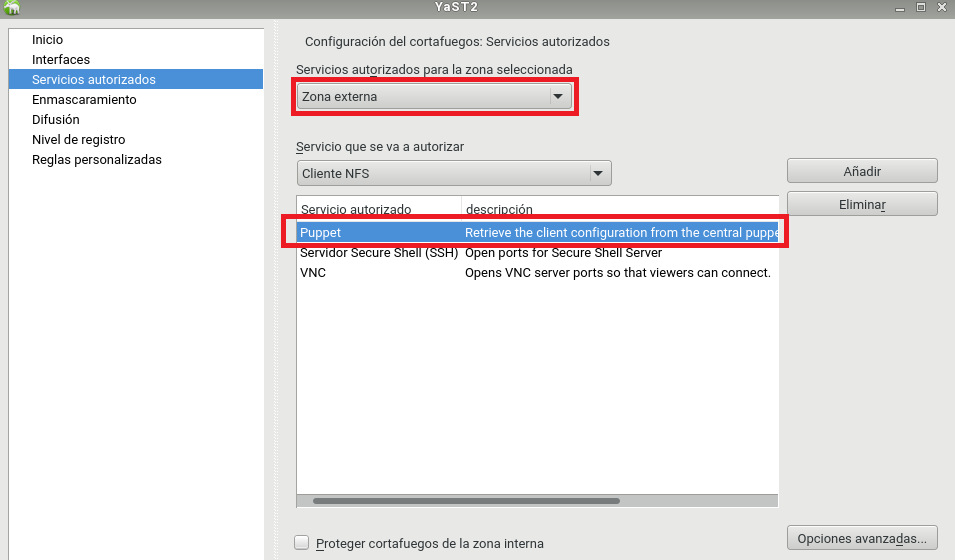 YaST2
Inicio
Interfaces
Servicios autorizados
Enmascaramiento
Difusión
Nivel de registro
Reglas personalizadas
Configuración del cortafuegos: Servicios autorizados
Servicios autorizados para la zona seleccionada
Zona externa
Servicio que se va a autorizar
Cliente NFS
Añadir
Eliminar
Servicio autorizado descripción
Puppet Retrieve the client configuration from the central puppe
Servidor Secure Shell (SSH) Open ports for Secure Shell Server
VNC Opens VNC server ports so that viewers can connect.
Proteger cortafuegos de la zona interna
Opciones avanzadas...